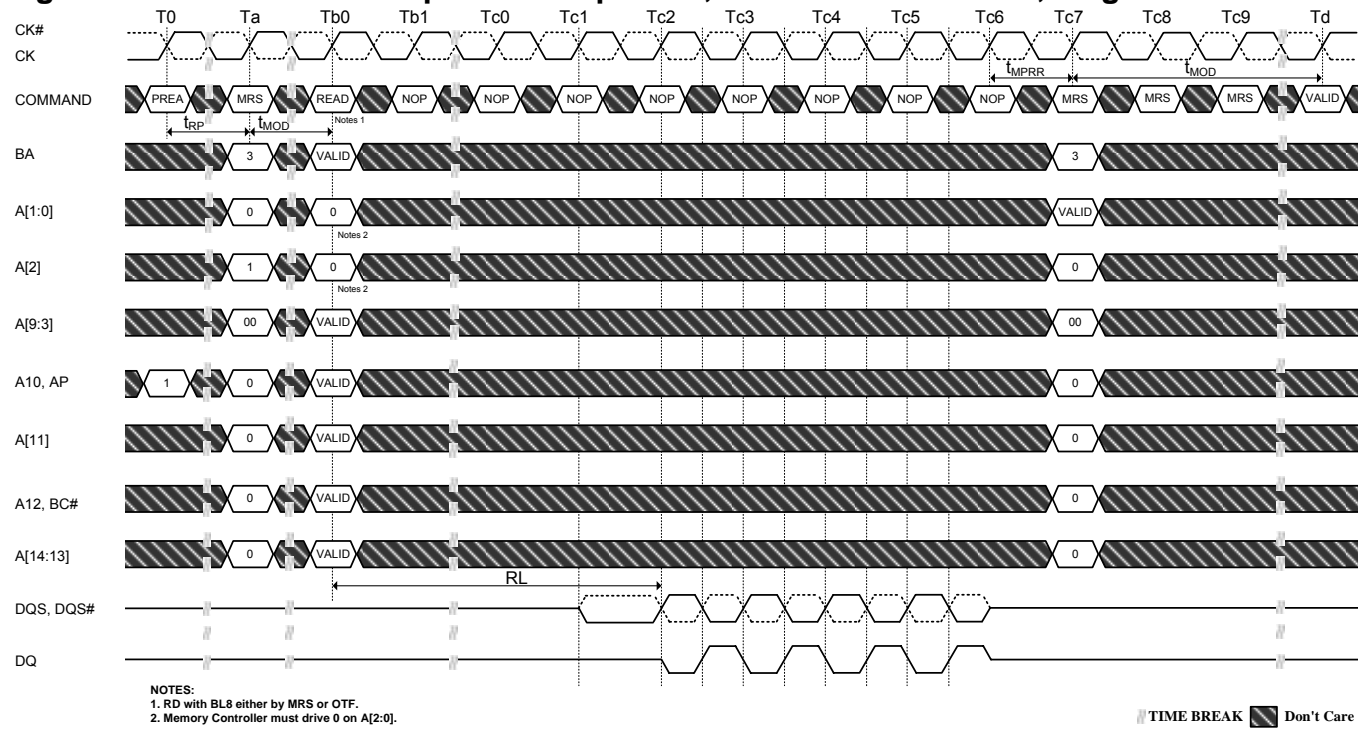 T0 Ta Tb0 Tb1 Tc0 Tc1 Tc2 Tc3 Tc4 Tc5 Tc6 Tc7 Tc8 Tc9 Td
CK#
CK
tMPRR tMOD
COMMAND PREA MRS READ NOP NOP NOP NOP NOP NOP NOP NOP MRS MRS MRS VALID
tRP tMOD Notes 1
BA 3 VALID 3
A[1:0] 0 0 VALID
Notes 2
A[2] 1 0 0
Notes 2
A[9:3] 00 VALID 00
A10, AP 1 0 VALID 0
A[11] 0 VALID 0
A12, BC# 0 VALID 0
A[14:13] 0 VALID 0
RL
DQS, DQS#
DQ
NOTES:
1. RD with BL8 either by MRS or OTF.
2. Memory Controller must drive 0 on A[2:0].
TIME BREAK Don't Care